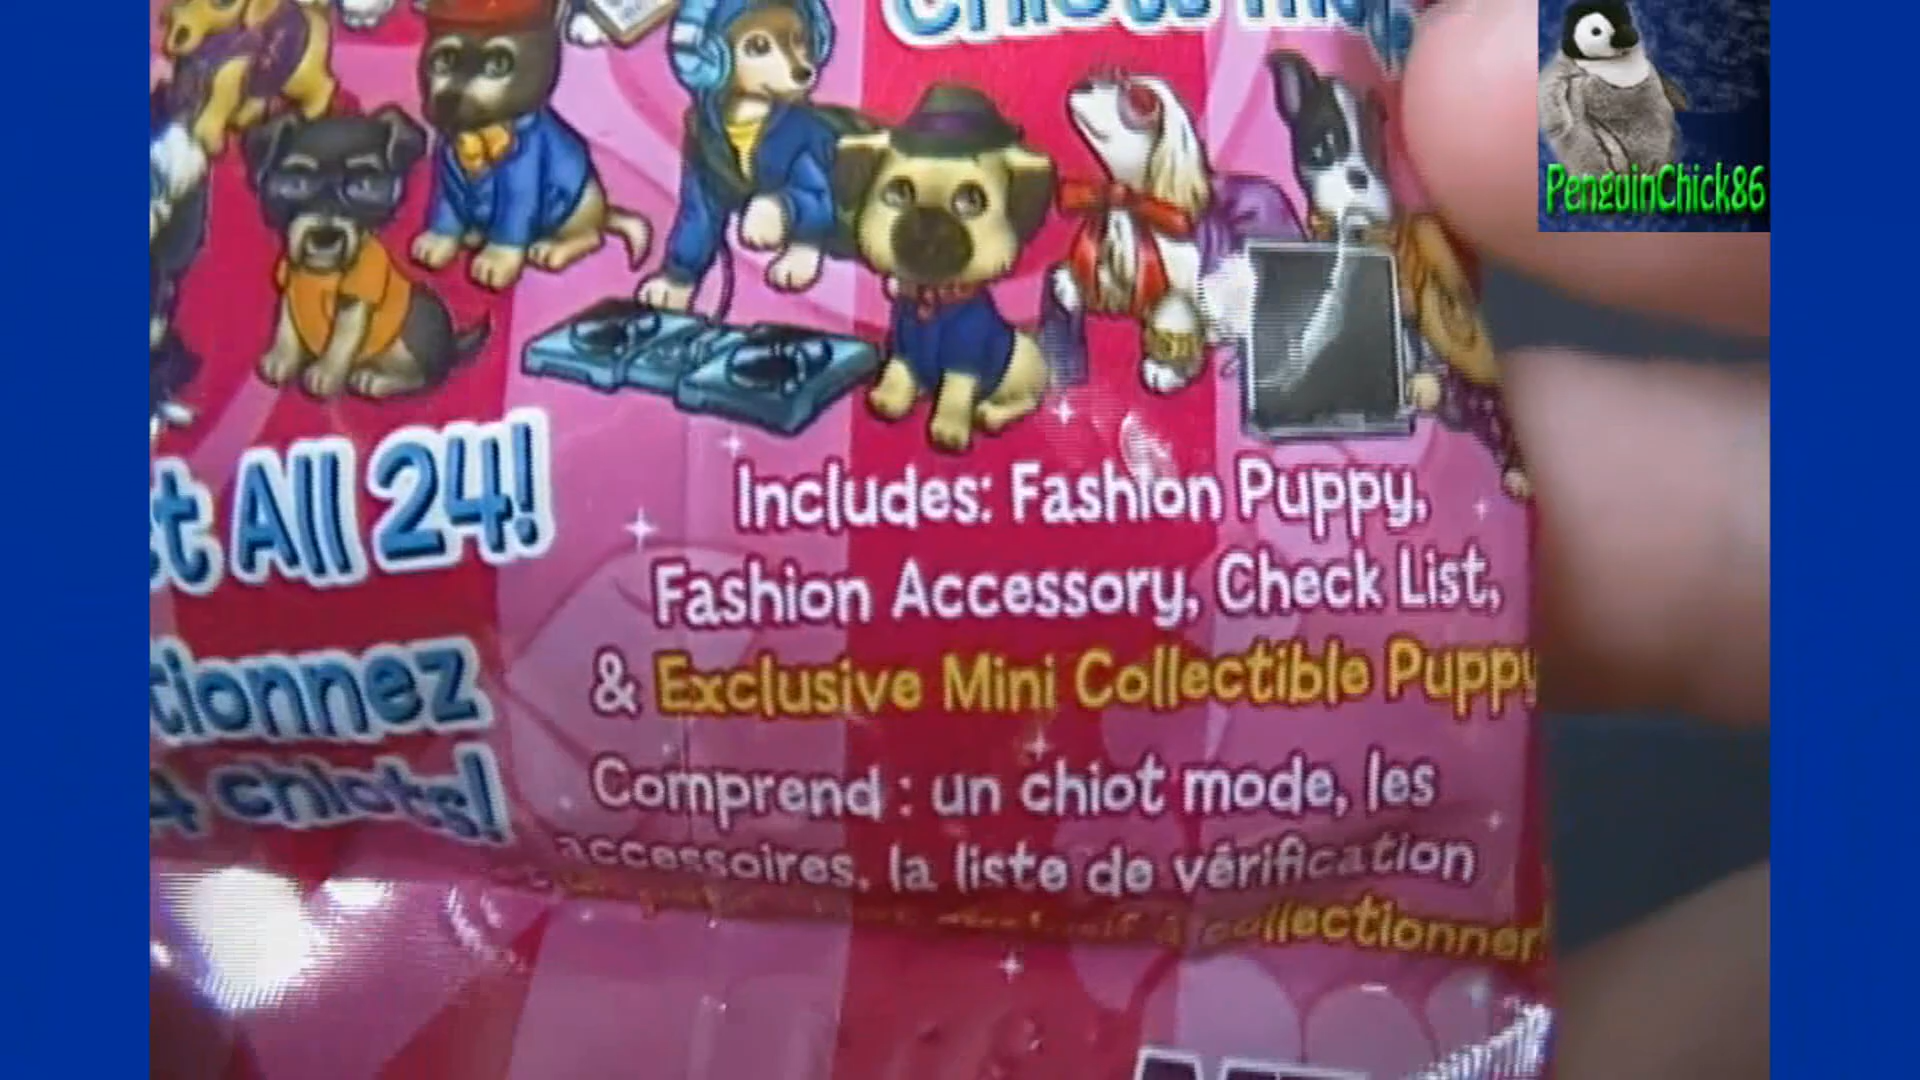 PenguinChick86
All 24!
Includes: Fashion Puppy,
Fashion Accessory, Check List,
& Exclusive Mini Collectible Puppy
chiots!
Comprend : un chiot mode, les
accessoires, la liste de vérification
à collectionner!